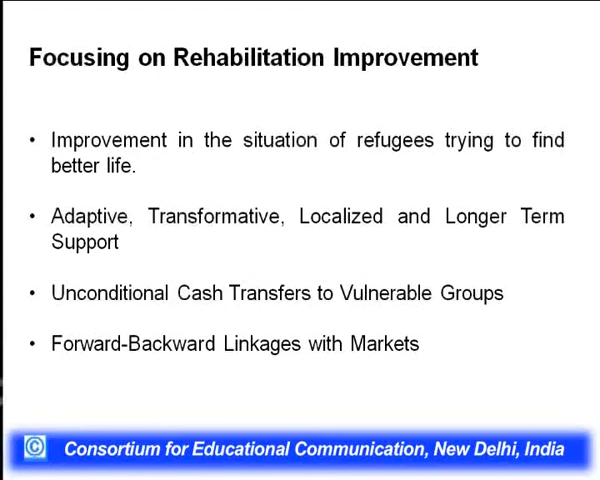 Focusing on Rehabilitation Improvement
• Improvement in the situation of refugees trying to find
better life.
• Adaptive, Transformative, Localized and Longer Term
Support
• Unconditional Cash Transfers to Vulnerable Groups
• Forward-Backward Linkages with Markets
© Consortium for Educational Communication, New Delhi, India